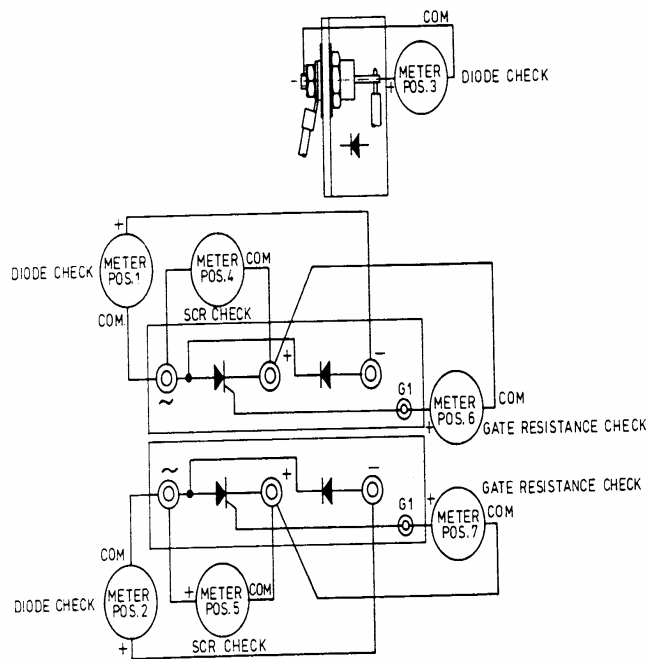 COM
METER
POS.3
+
-
DIODE CHECK
+
METER
POS.1
DIODE CHECK
COM
METER
POS.4
COM
SCR CHECK
~
+
-
G1
METER
POS.6
+
COM
GATE RESISTANCE CHECK
~
+
-
G1
GATE RESISTANCE CHECK
+
METER
POS.7
COM
COM
METER
POS.2
DIODE CHECK
+
+
METER
POS.5
COM
SCR CHECK